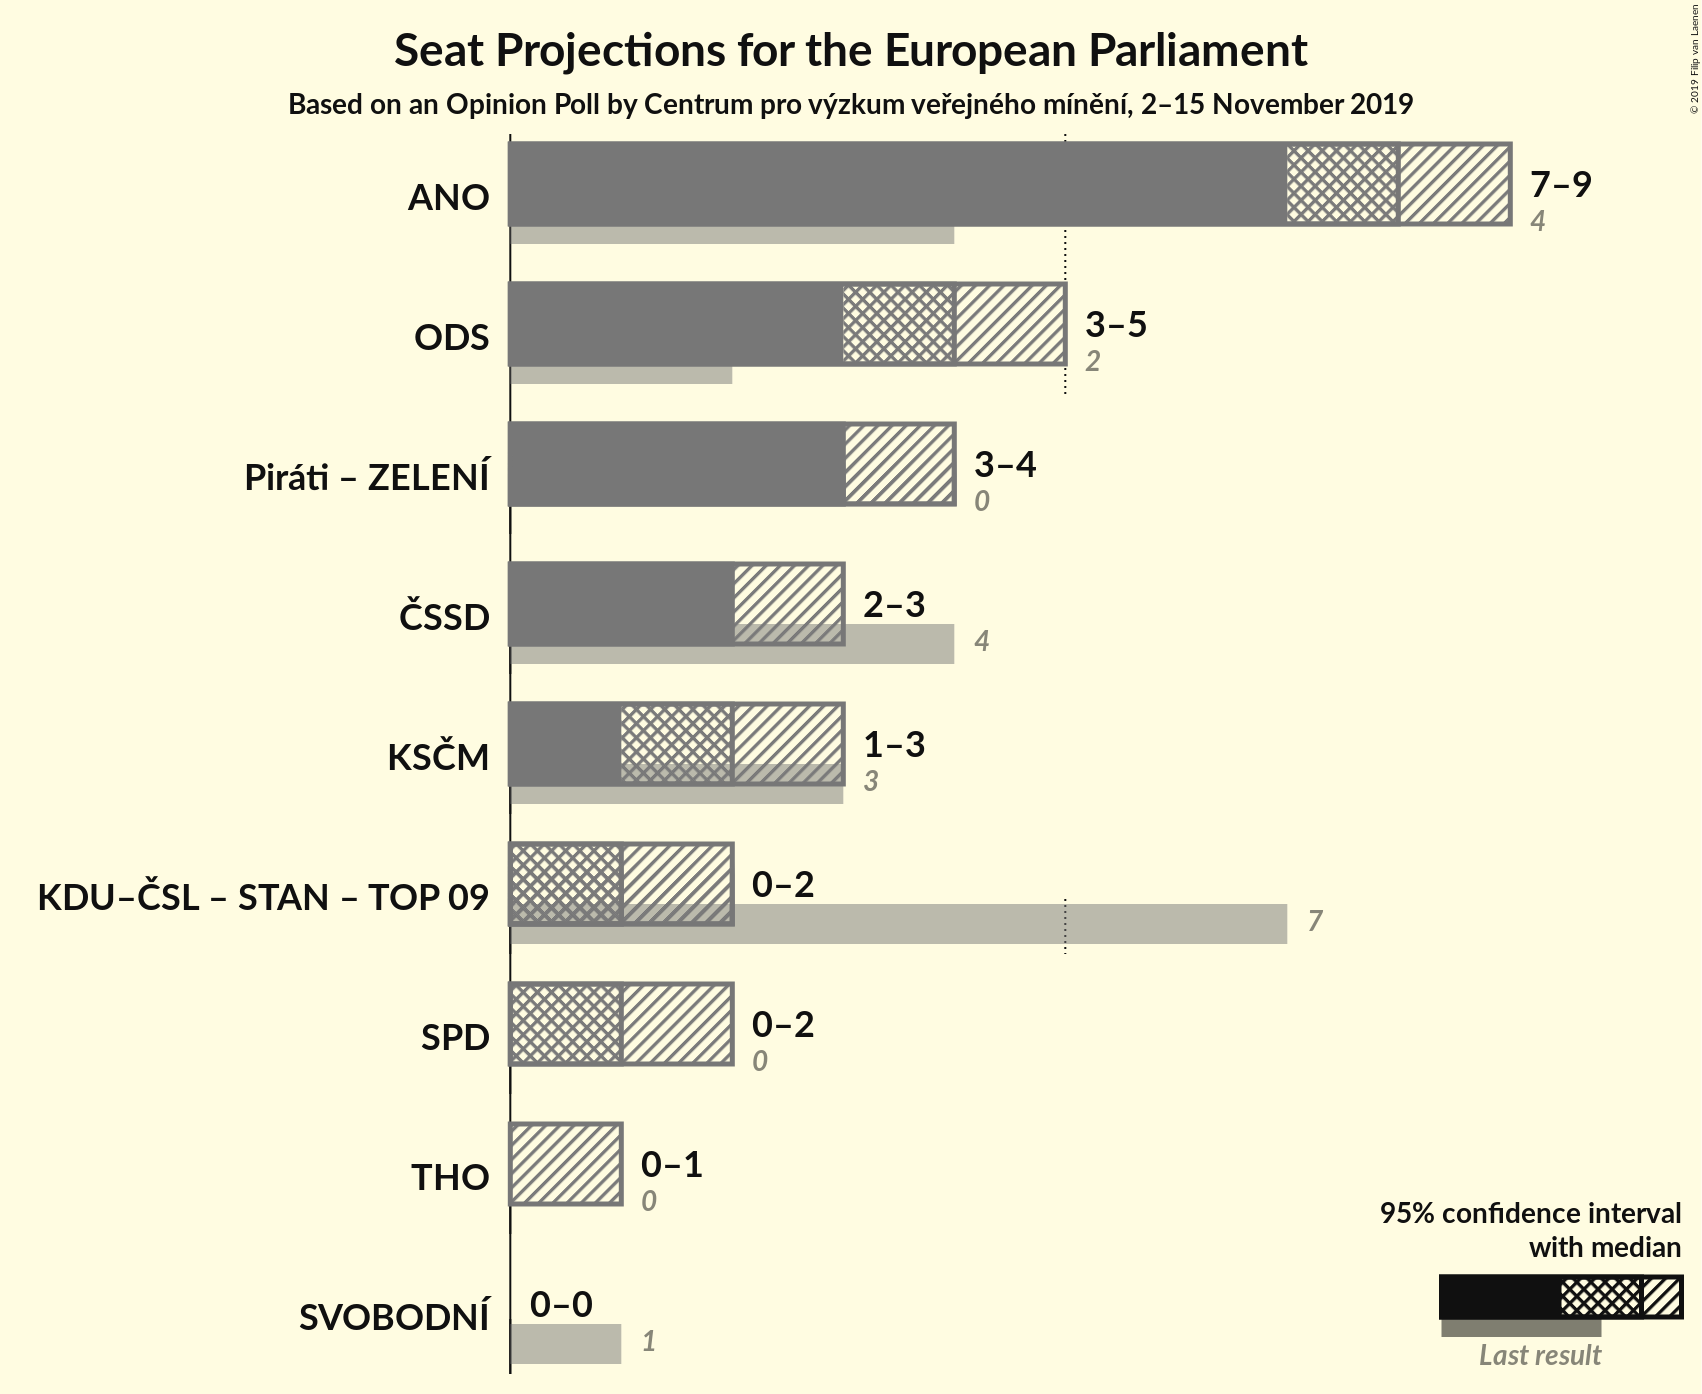 Seat Projections for the European Parliament
Based on an Opinion Poll by Centrum pro výzkum veřejného mínění, 2–15 November 2019
© 2019 Filip van Laenen
ANO
7–9
4
ODS
3–5
2
Piráti – ZELENÍ
3–4
0
ČSSD
2–3
4
KSČM
1–3
3
KDU–ČSL – STAN – TOP 09
0–2
7
SPD
0–2
0
THO
0–1
0
SVOBODNÍ
0–0
1
95% confidence interval
with median
Last result